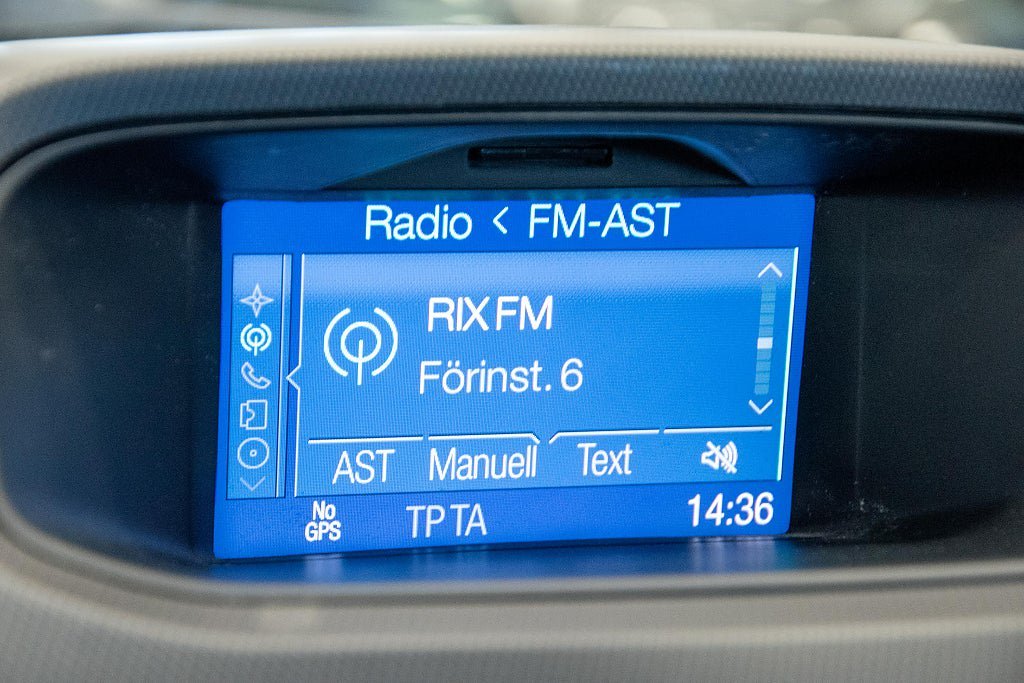 Radio < FM-AST
RIX FM
Förinst. 6
AST Manuell Text
No
GPS
TP TA 14:36